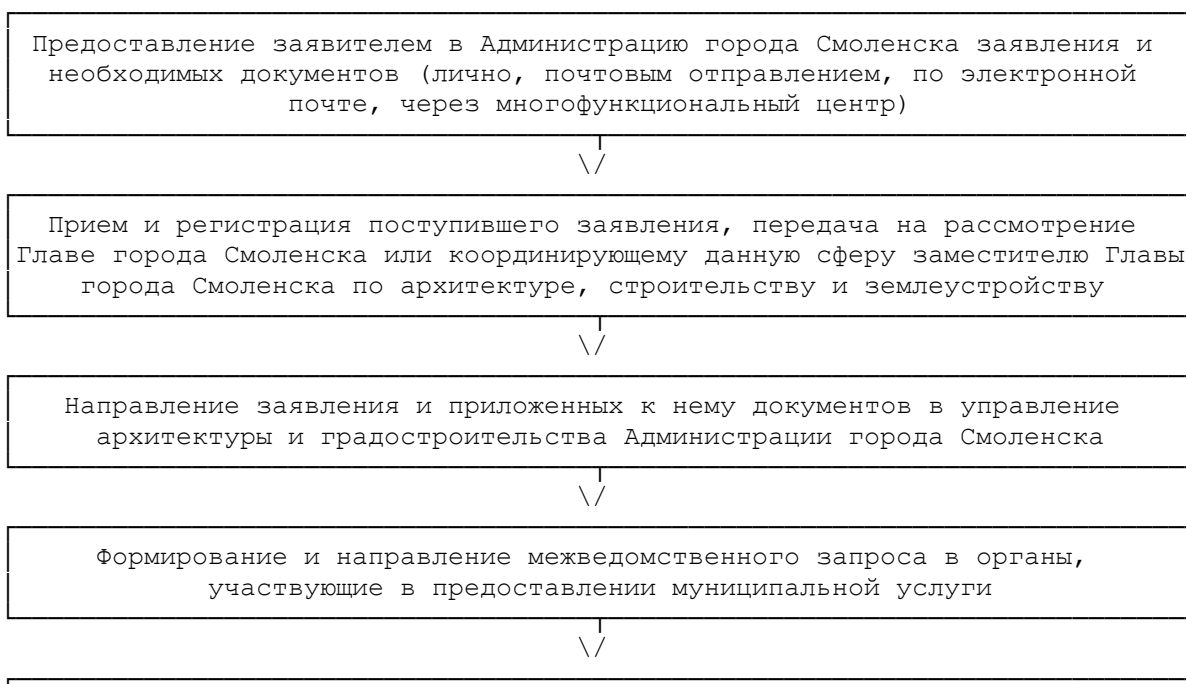 Предоставление заявителем в Администрацию города Смоленска заявления и
необходимых документов (лично, почтовым отправлением, по электронной
почте, через многофункциональный центр)
\/
Прием и регистрация поступившего заявления, передача на рассмотрение
Главе города Смоленска или координирующему данную сферу заместителю Главы
города Смоленска по архитектуре, строительству и землеустройству
\/
Направление заявления и приложенных к нему документов в управление
архитектуры и градостроительства Администрации города Смоленска
\/
Формирование и направление межведомственного запроса в органы,
участвующие в предоставлении муниципальной услуги
\/